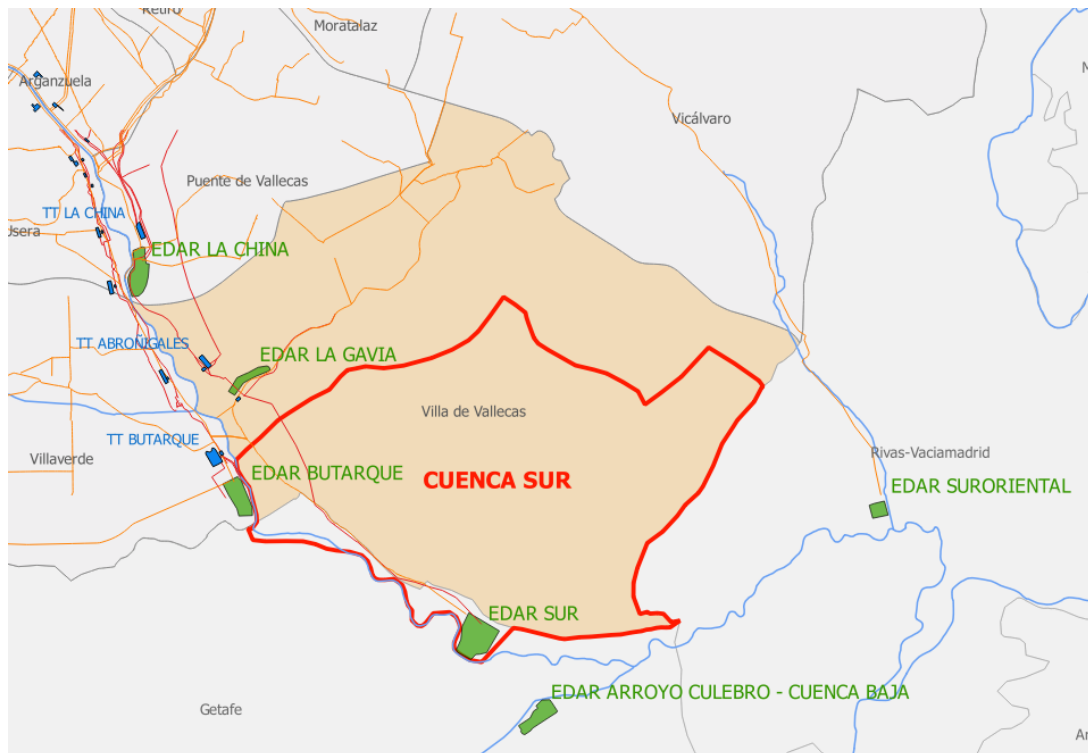 Retiro
Moratalaz
Arganzuela
Vicálvaro
Puente de Vallecas
TT LA CHINA
Usera
EDAR LA CHINA
TT ABROÑIGALES
EDAR LA GAVIA
Villa de Vallecas
TT BUTARQUE
Villaverde
EDAR BUTARQUE
CUENCA SUR
Rivas-Vaciamadrid
EDAR SURORIENTAL
EDAR SUR
EDAR ARROYO CULEBRO - CUENCA BAJA
Getafe